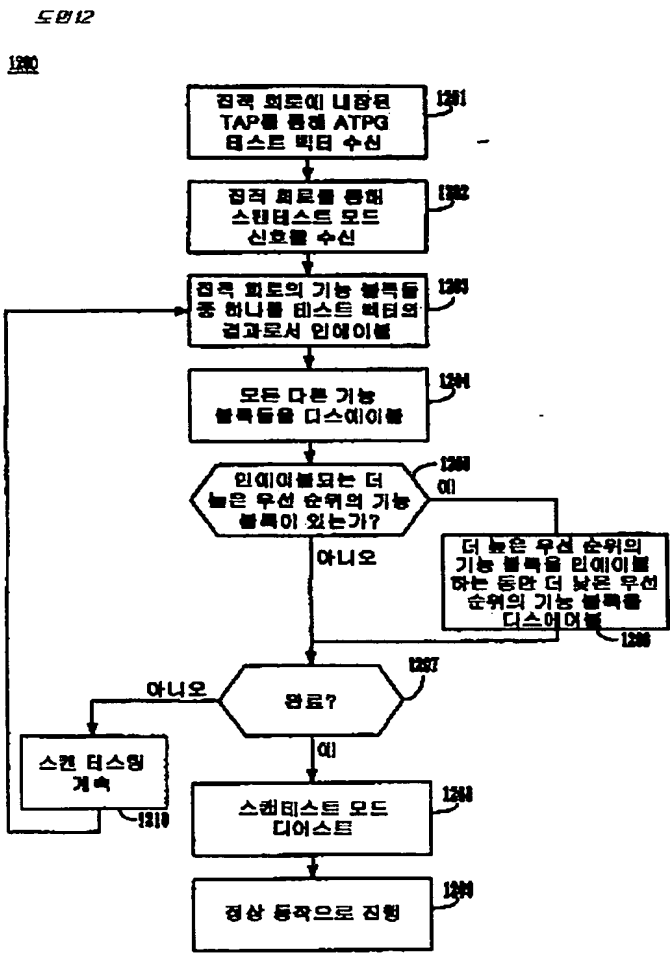 도면12
1200
집적 회로에 내장된
TAP를 통해 ATPG
테스트 벡터 수신
1201
집적 회로를 통해
스캔테스트 모드
신호를 수신
1202
집적 회로의 기능 블록들
중 하나를 테스트 벡터의
결과로서 인에이블
1203
모든 다른 기능
블록들을 디스에이블
1204
인에이블되는 더
높은 우선 순위의 기능
블록이 있는가?
1205
예
아니오
더 높은 우선 순위의
기능 블록을 인에이블
하는 동안 더 낮은 우선
순위의 기능 블록을
디스에이블
1206
완료?
1207
아니오
예
스캔 테스팅
계속
1210
스캔테스트 모드
디어스트
1208
정상 동작으로 진행
1209